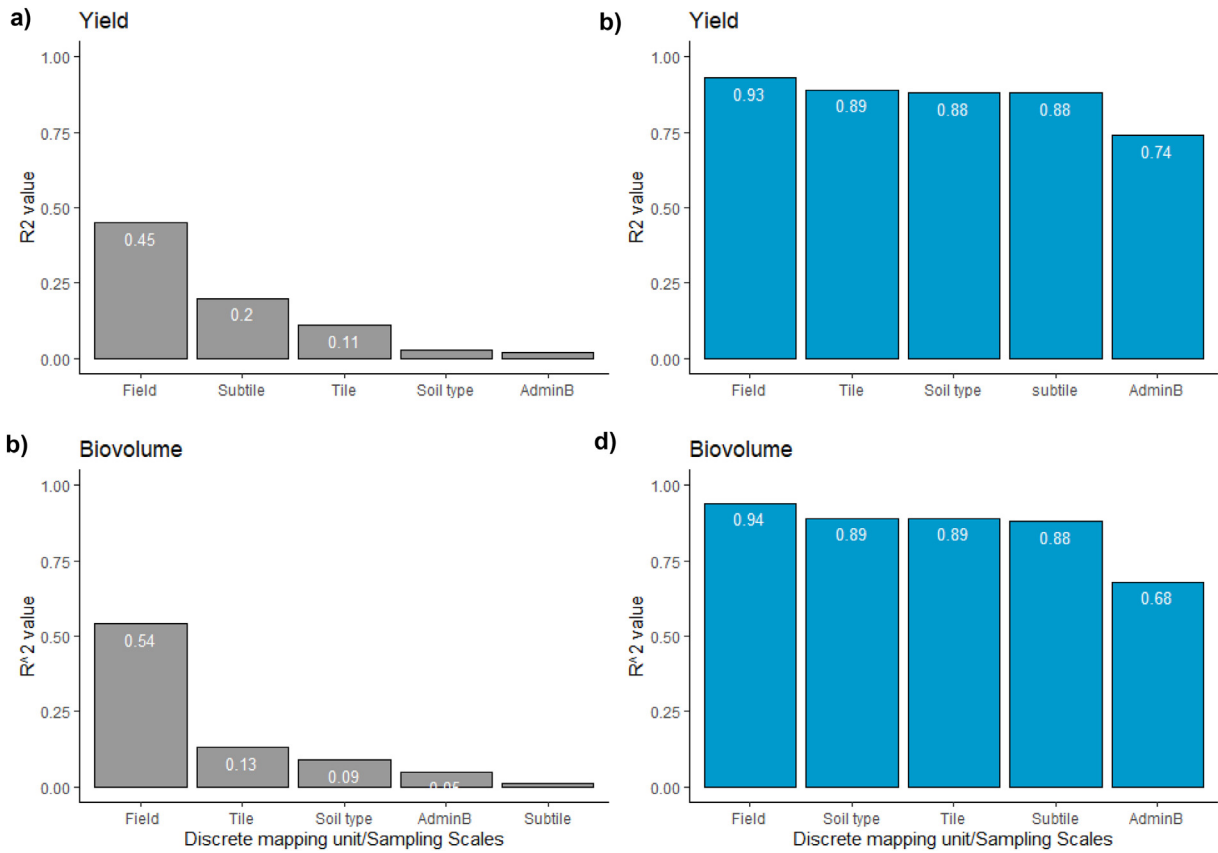 a)
Yield
1.00
0.75
0.50
0.25
0.00
R2 value
0.45
0.2
0.11
Field Subtile Tile Soil type AdminB
b)
Yield
1.00
0.75
0.50
0.25
0.00
R2 value
0.93
0.89
0.88
0.88
0.74
Field Tile Soil type subtile AdminB
b)
Biovolume
1.00
0.75
0.50
0.25
0.00
R^2 value
0.54
0.13
0.09
0.05
Field Tile Soil type AdminB Subtile
Discrete mapping unit/Sampling Scales
d)
Biovolume
1.00
0.75
0.50
0.25
0.00
R^2 value
0.94
0.89
0.89
0.88
0.68
Field Soil type Tile Subtile AdminB
Discrete mapping unit/Sampling Scales